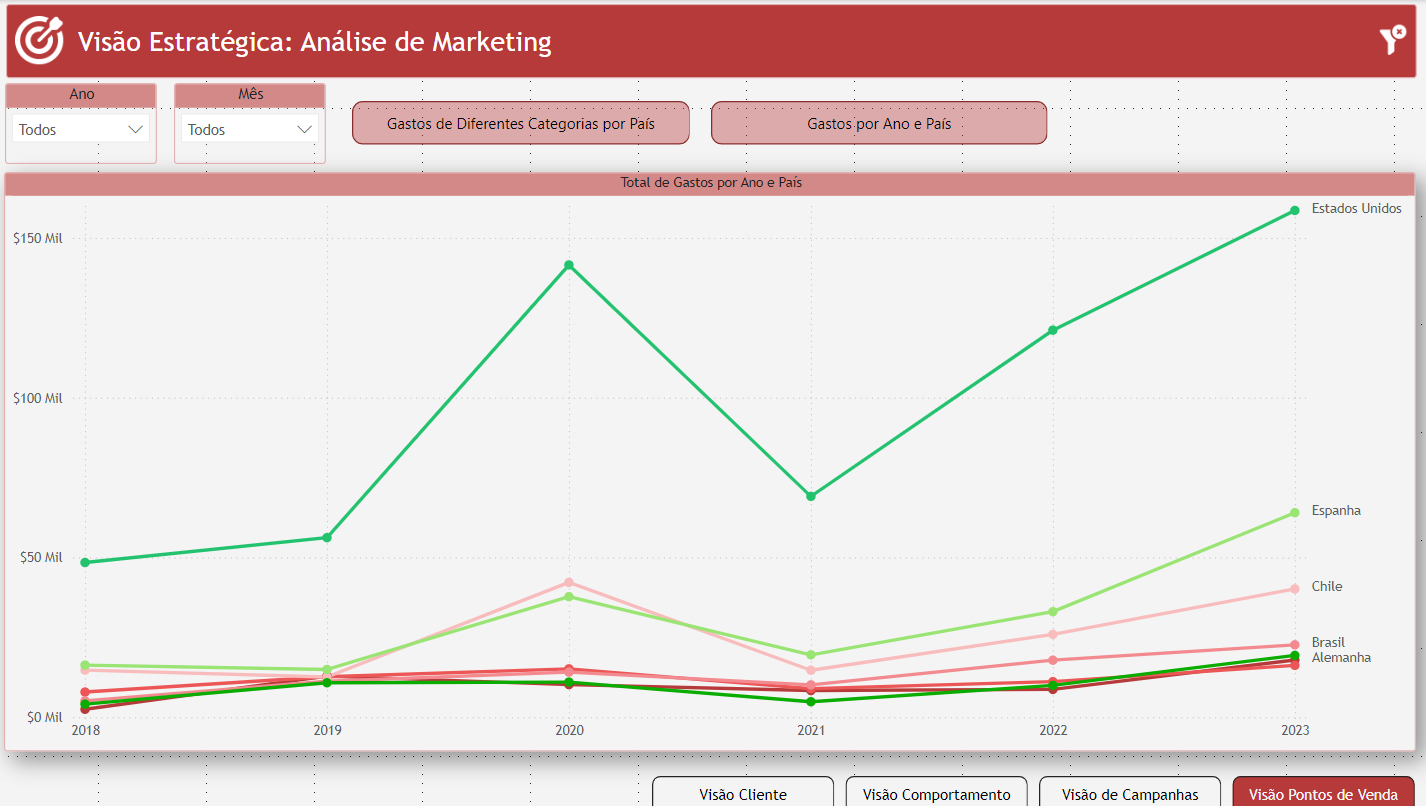 Visão Estratégica: Análise de Marketing
Ano
Mês
Todos
Todos
Gastos de Diferentes Categorias por País
Gastos por Ano e País
Total de Gastos por Ano e País
$150 Mil
$100 Mil
$50 Mil
$0 Mil
Estados Unidos
Espanha
Chile
Brasil
Alemanha
2018
2019
2020
2021
2022
2023
Visão Cliente
Visão Comportamento
Visão de Campanhas
Visão Pontos de Venda